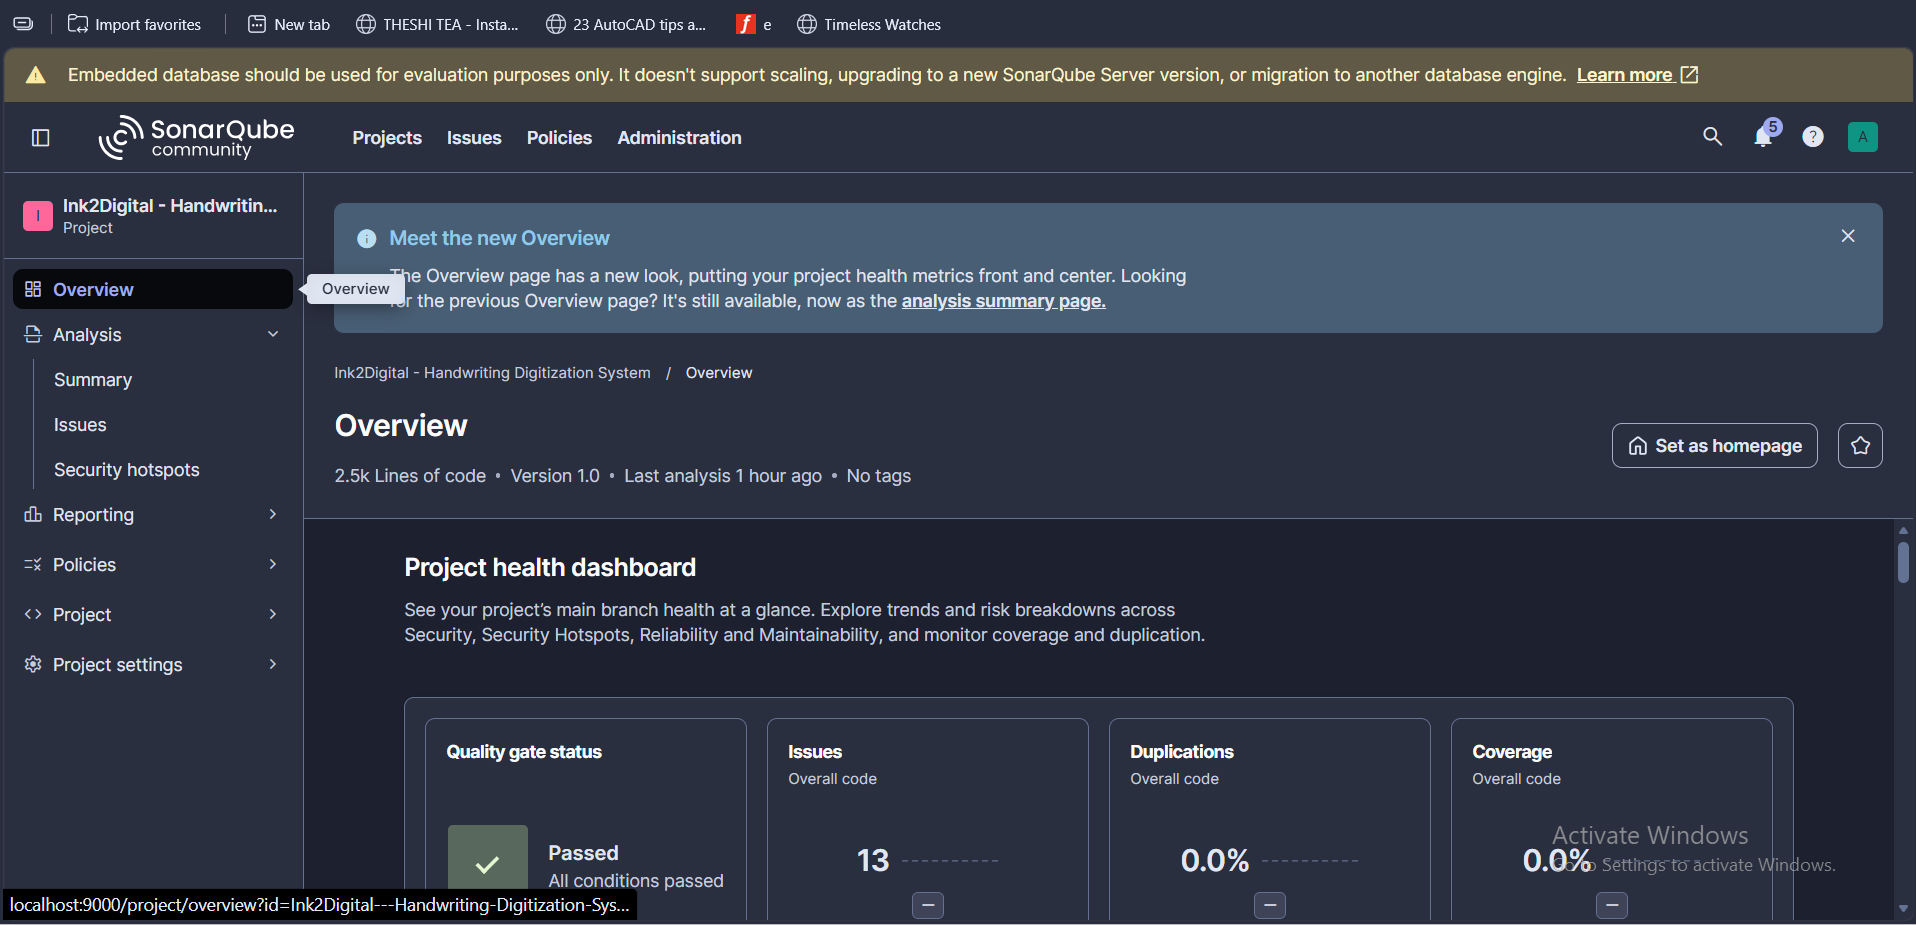 Import favorites
New tab
THESHI TEA - Insta...
23 AutoCAD tips a...
e
Timeless Watches
Embedded database should be used for evaluation purposes only. It doesn't support scaling, upgrading to a new SonarQube Server version, or migration to another database engine. Learn more
SonarQube
community
Projects
Issues
Policies
Administration
5
?
A
I
Ink2Digital - Handwritin...
Project
Overview
Analysis
Summary
Issues
Security hotspots
Reporting
Policies
Project
Project settings
Overview
Meet the new Overview
The Overview page has a new look, putting your project health metrics front and center. Looking
the previous Overview page? It's still available, now as the analysis summary page.
Ink2Digital - Handwriting Digitization System / Overview
Overview
2.5k Lines of code • Version 1.0 • Last analysis 1 hour ago • No tags
Set as homepage
Project health dashboard
See your project’s main branch health at a glance. Explore trends and risk breakdowns across
Security, Security Hotspots, Reliability and Maintainability, and monitor coverage and duplication.
Quality gate status
Passed
All conditions passed
Issues
Overall code
13
Duplications
Overall code
0.0%
Coverage
Overall code
0.0%
Activate Windows
Go to Settings to activate Windows.
localhost:9000/project/overview?id=Ink2Digital---Handwriting-Digitization-Sys...